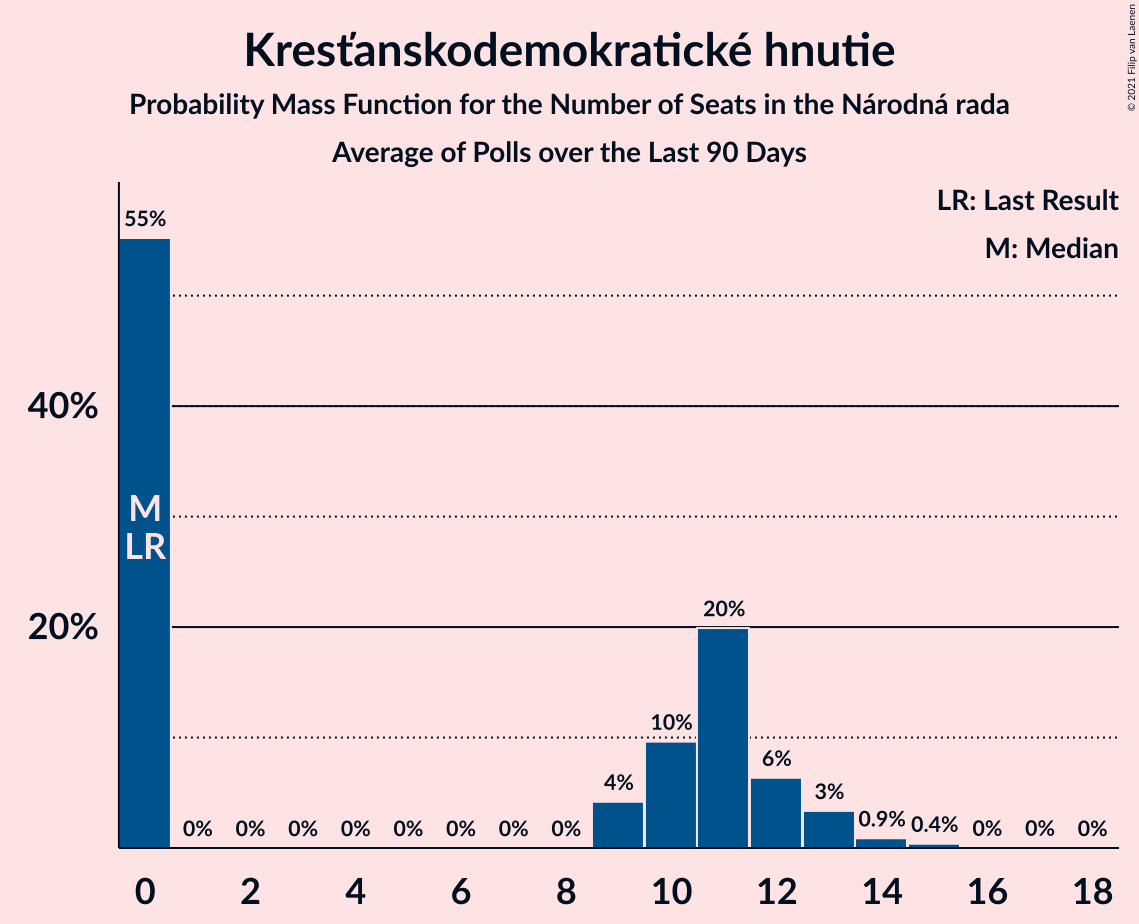 Kresťanskodemokratické hnutie
Probability Mass Function for the Number of Seats in the Národná rada
Average of Polls over the Last 90 Days
© 2021 Filip van Laenen
LR: Last Result
M: Median
55%
40%
M
LR
20%
20%
10%
6%
4%
3%
0% 0% 0% 0% 0% 0% 0% 0% 0.9% 0.4% 0% 0% 0%
0 2 4 6 8 10 12 14 16 18